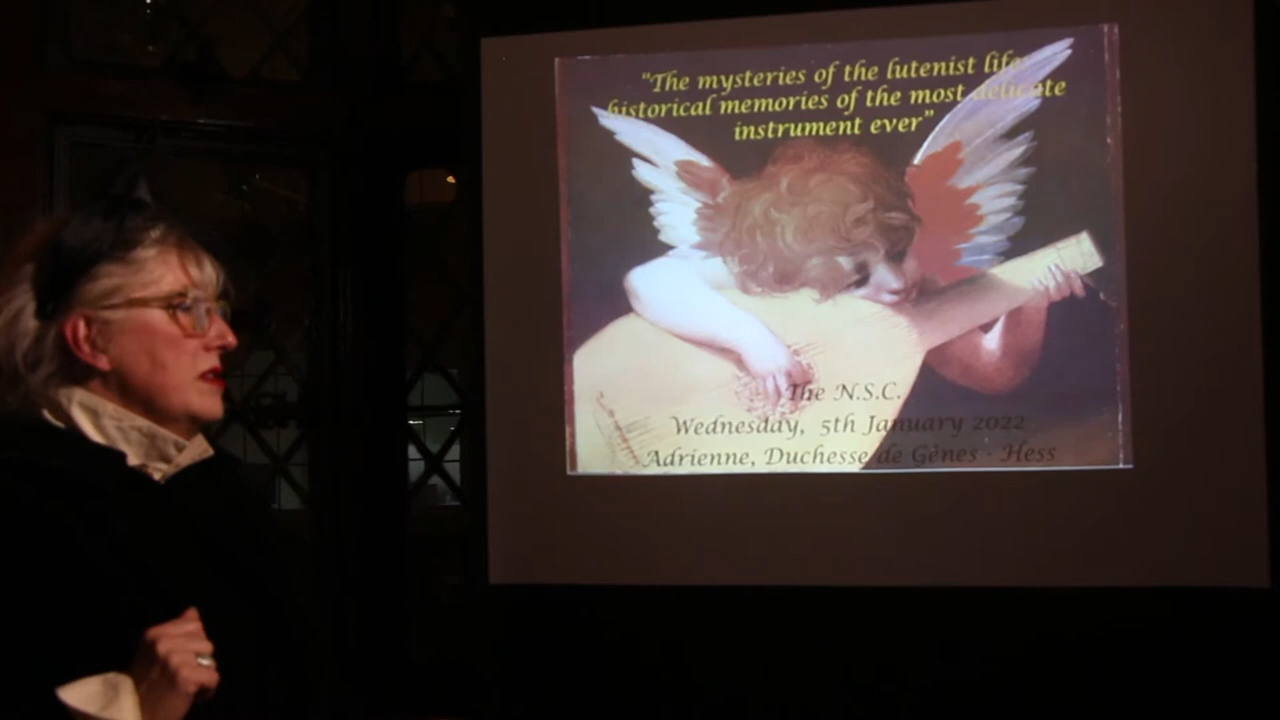 “The mysteries of the lutenist life
historical memories of the most delicate
instrument ever”
The N.S.C.
Wednesday, 5th January 2022
Adrienne, Duchesse de Gênes - Hess